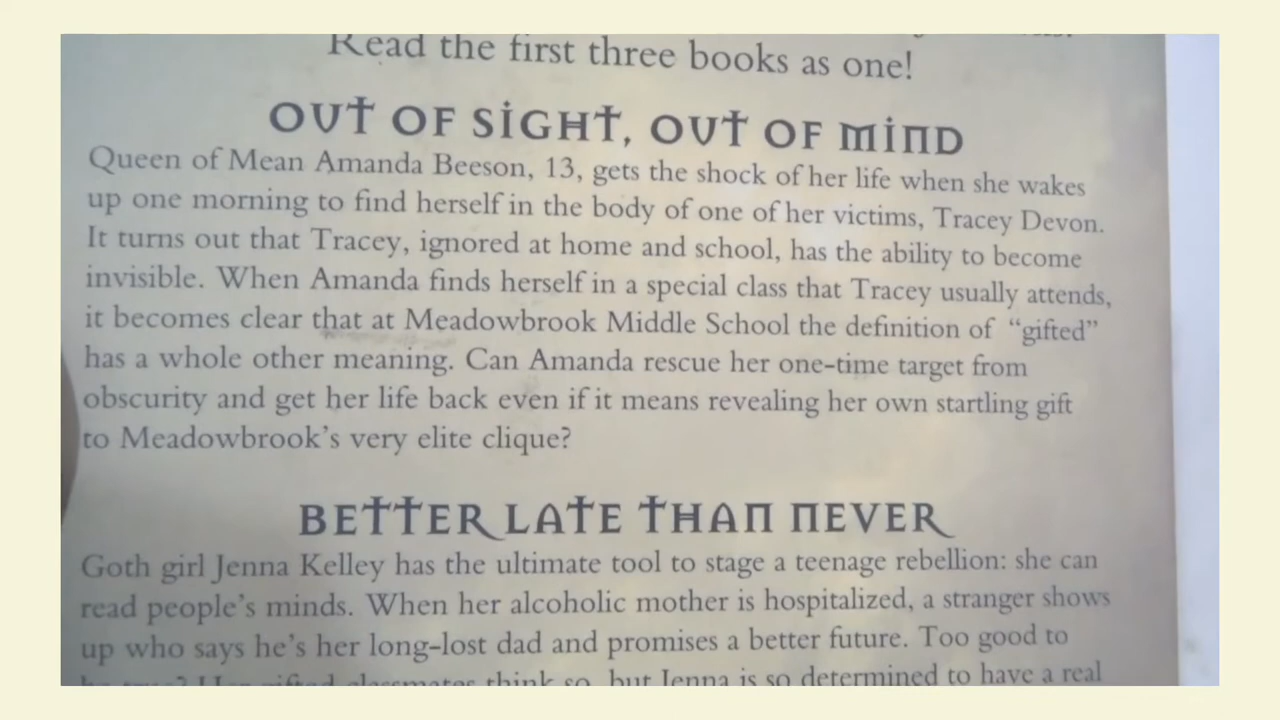 Read the first three books as one!
OUT OF SIGHT, OUT OF MIND
Queen of Mean Amanda Beeson, 13, gets the shock of her life when she wakes
up one morning to find herself in the body of one of her victims, Tracey Devon.
It turns out that Tracey, ignored at home and school, has the ability to become
invisible. When Amanda finds herself in a special class that Tracey usually attends,
it becomes clear that at Meadowbrook Middle School the definition of “gifted”
has a whole other meaning. Can Amanda rescue her one-time target from
obscurity and get her life back even if it means revealing her own startling gift
to Meadowbrook’s very elite clique?
BETTER LATE THAN NEVER
Goth girl Jenna Kelley has the ultimate tool to stage a teenage rebellion: she can
read people’s minds. When her alcoholic mother is hospitalized, a stranger shows
up who says he’s her long-lost dad and promises a better future. Too good to
be true? Her gifted classmates think so, but Jenna is so determined to have a real